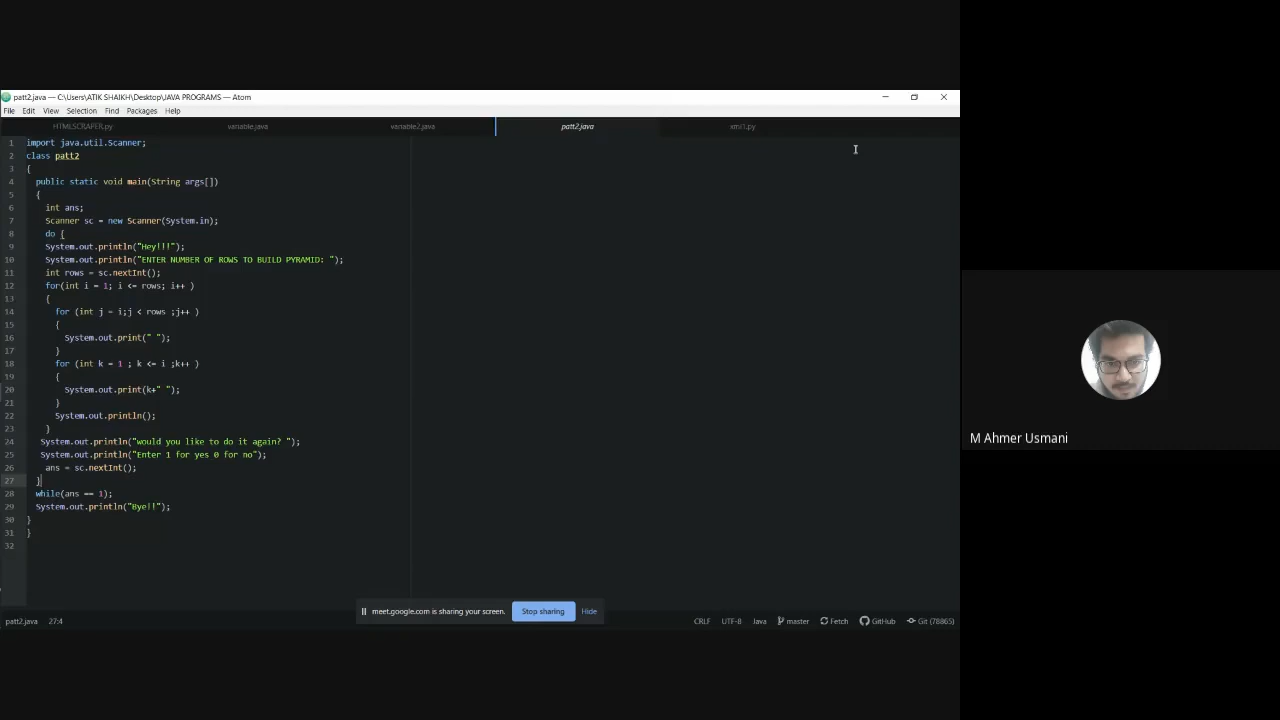 patt2.java — C:\Users\ATIK SHAIKH\Desktop\JAVA PROGRAMS — Atom
File Edit View Selection Find Packages Help
HTMLSCRAPER.py variable.java variable2.java patt2.java xml1.py
1 import java.util.Scanner;
2 class patt2
3 {
4 public static void main(String args[])
5 {
6 int ans;
7 Scanner sc = new Scanner(System.in);
8 do {
9 System.out.println("Hey!!!");
10 System.out.println("ENTER NUMBER OF ROWS TO BUILD PYRAMID: ");
11 int rows = sc.nextInt();
12 for(int i = 1; i <= rows; i++ )
13 {
14 for (int j = i;j < rows ;j++ )
15 {
16 System.out.print(" ");
17 }
18 for (int k = 1 ; k <= i ;k++ )
19 {
20 System.out.print(k+" ");
21 }
22 System.out.println();
23 }
24 System.out.println("would you like to do it again? ");
25 System.out.println("Enter 1 for yes 0 for no");
26 ans = sc.nextInt();
27 }
28 while(ans == 1);
29 System.out.println("Bye!!");
30 }
31 }
32
M Ahmer Usmani
meet.google.com is sharing your screen. Stop sharing Hide
patt2.java 27:4 CRLF UTF-8 Java master Fetch GitHub Git (78865)